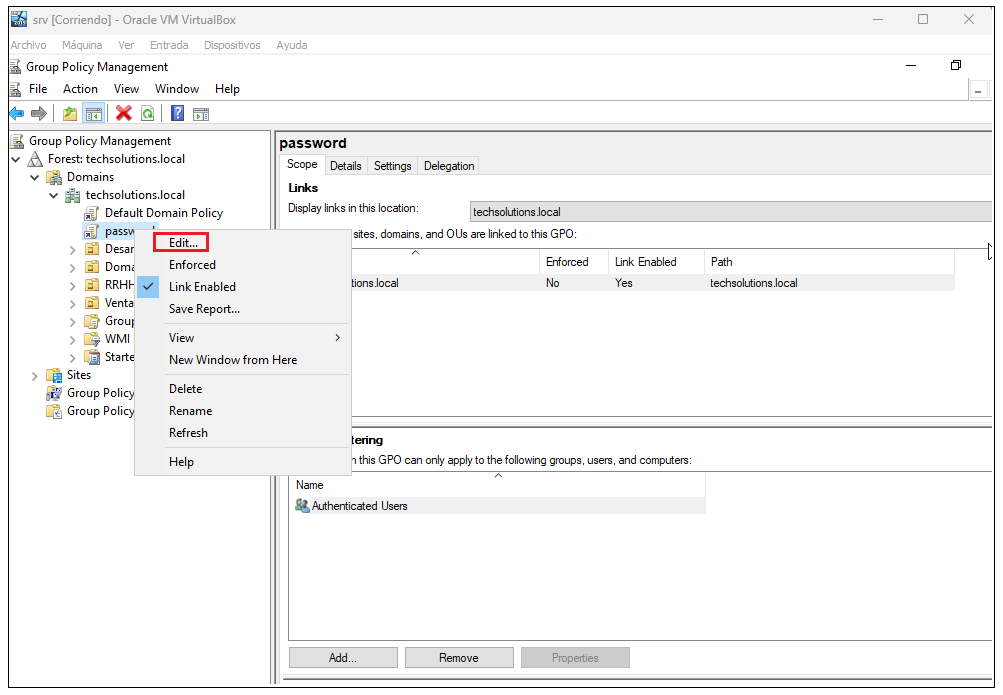 srv [Corriendo] - Oracle VM VirtualBox
Archivo Máquina Ver Entrada Dispositivos Ayuda
Group Policy Management
File Action View Window Help
Group Policy Management
Forest: techsolutions.local
Domains
techsolutions.local
Default Domain Policy
passw
Desar
Doma
RRHH
Venta
Group
WMI
Starte
Sites
Group Policy
Group Policy
Edit...
Enforced
Link Enabled
Save Report...
View
New Window from Here
Delete
Rename
Refresh
Help
password
Scope Details Settings Delegation
Links
Display links in this location: techsolutions.local
sites, domains, and OUs are linked to this GPO:
Enforced Link Enabled Path
tions.local No Yes techsolutions.local
tering
n this GPO can only apply to the following groups, users, and computers:
Name
Authenticated Users
Add... Remove Properties